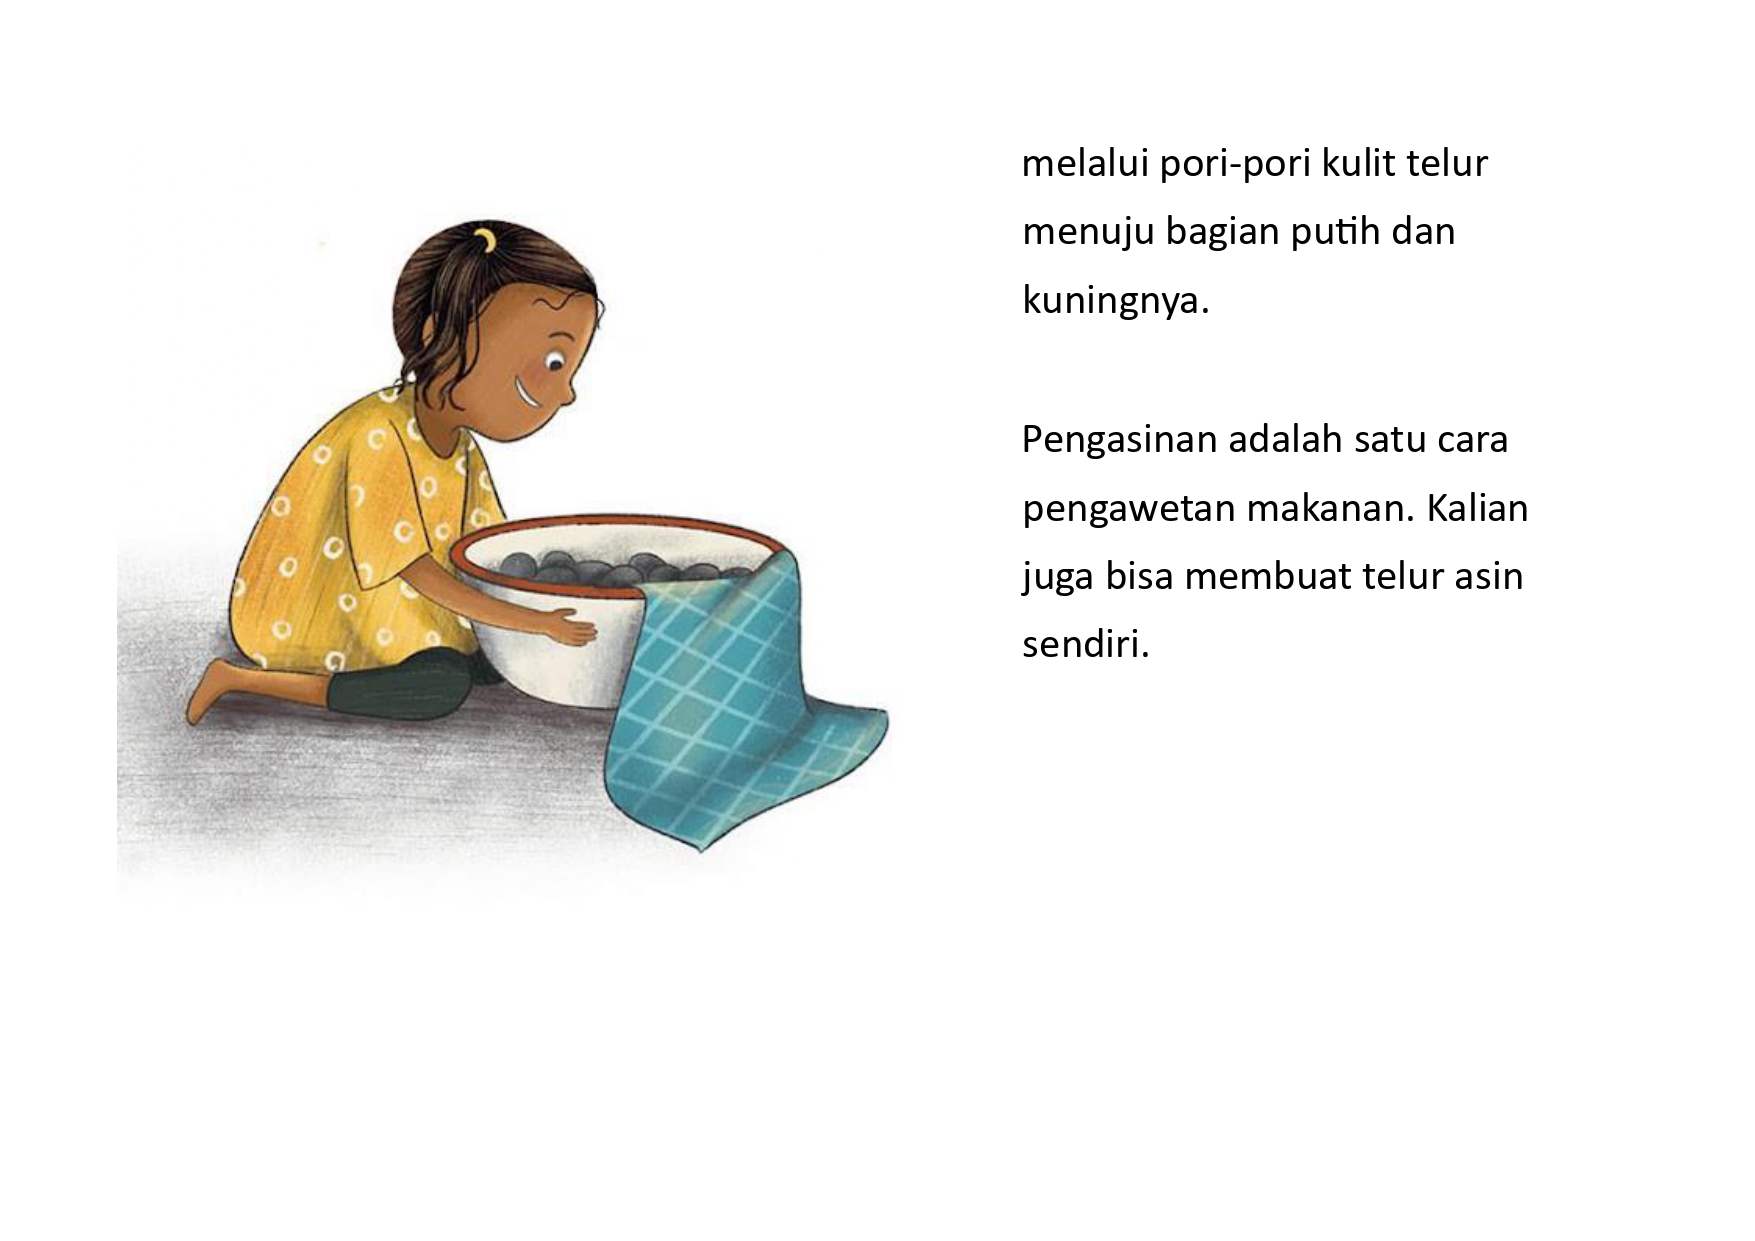 melalui pori-pori kulit telur
menuju bagian putih dan
kuningnya.
Pengasinan adalah satu cara
pengawetan makanan. Kalian
juga bisa membuat telur asin
sendiri.